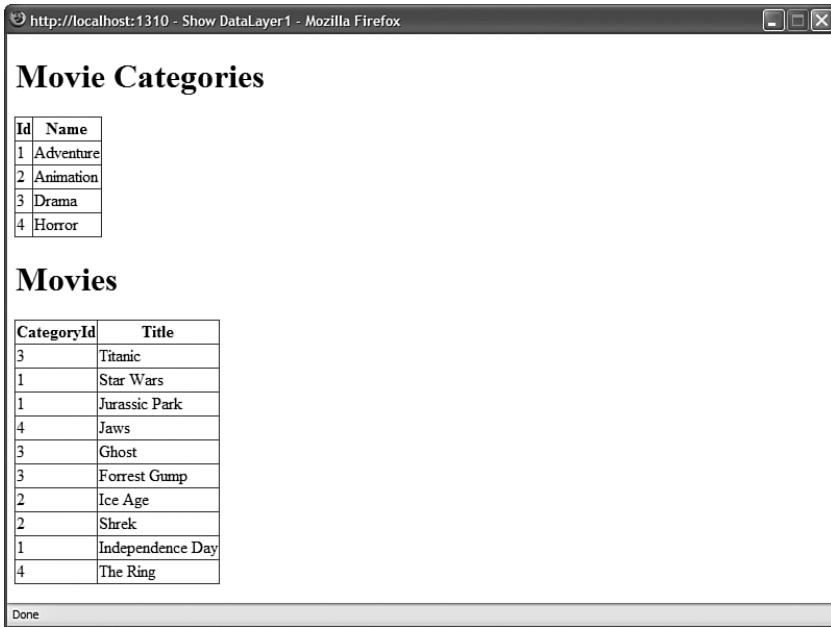 http://localhost:1310 - Show DataLayer1 - Mozilla Firefox
Movie Categories
Id Name
1 Adventure
2 Animation
3 Drama
4 Horror
Movies
CategoryId Title
3 Titanic
1 Star Wars
1 Jurassic Park
4 Jaws
3 Ghost
3 Forrest Gump
2 Ice Age
2 Shrek
1 Independence Day
4 The Ring
Done